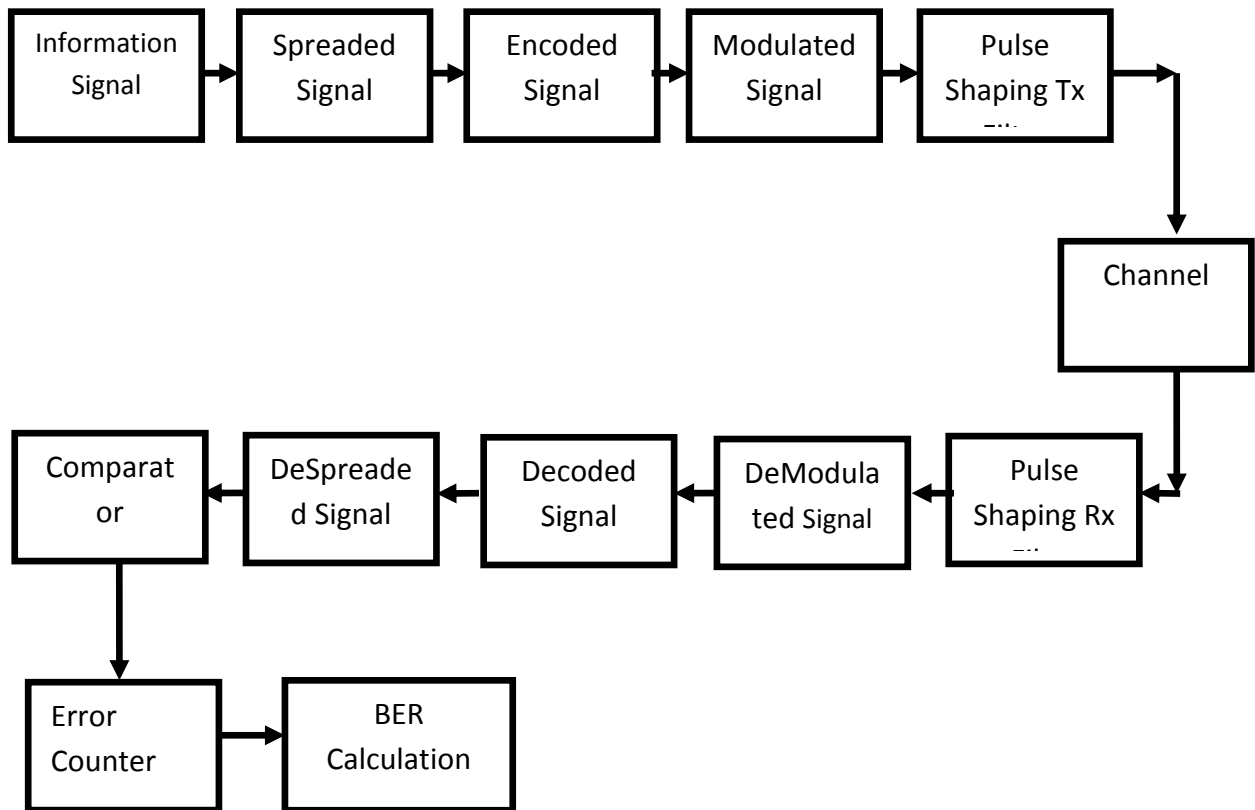 Information
Signal
Spreaded
Signal
Encoded
Signal
Modulated
Signal
Pulse
Shaping Tx
Channel
Pulse
Shaping Rx
DeModula
ted Signal
Decoded
Signal
DeSpreade
d Signal
Comparat
or
Error
Counter
BER
Calculation